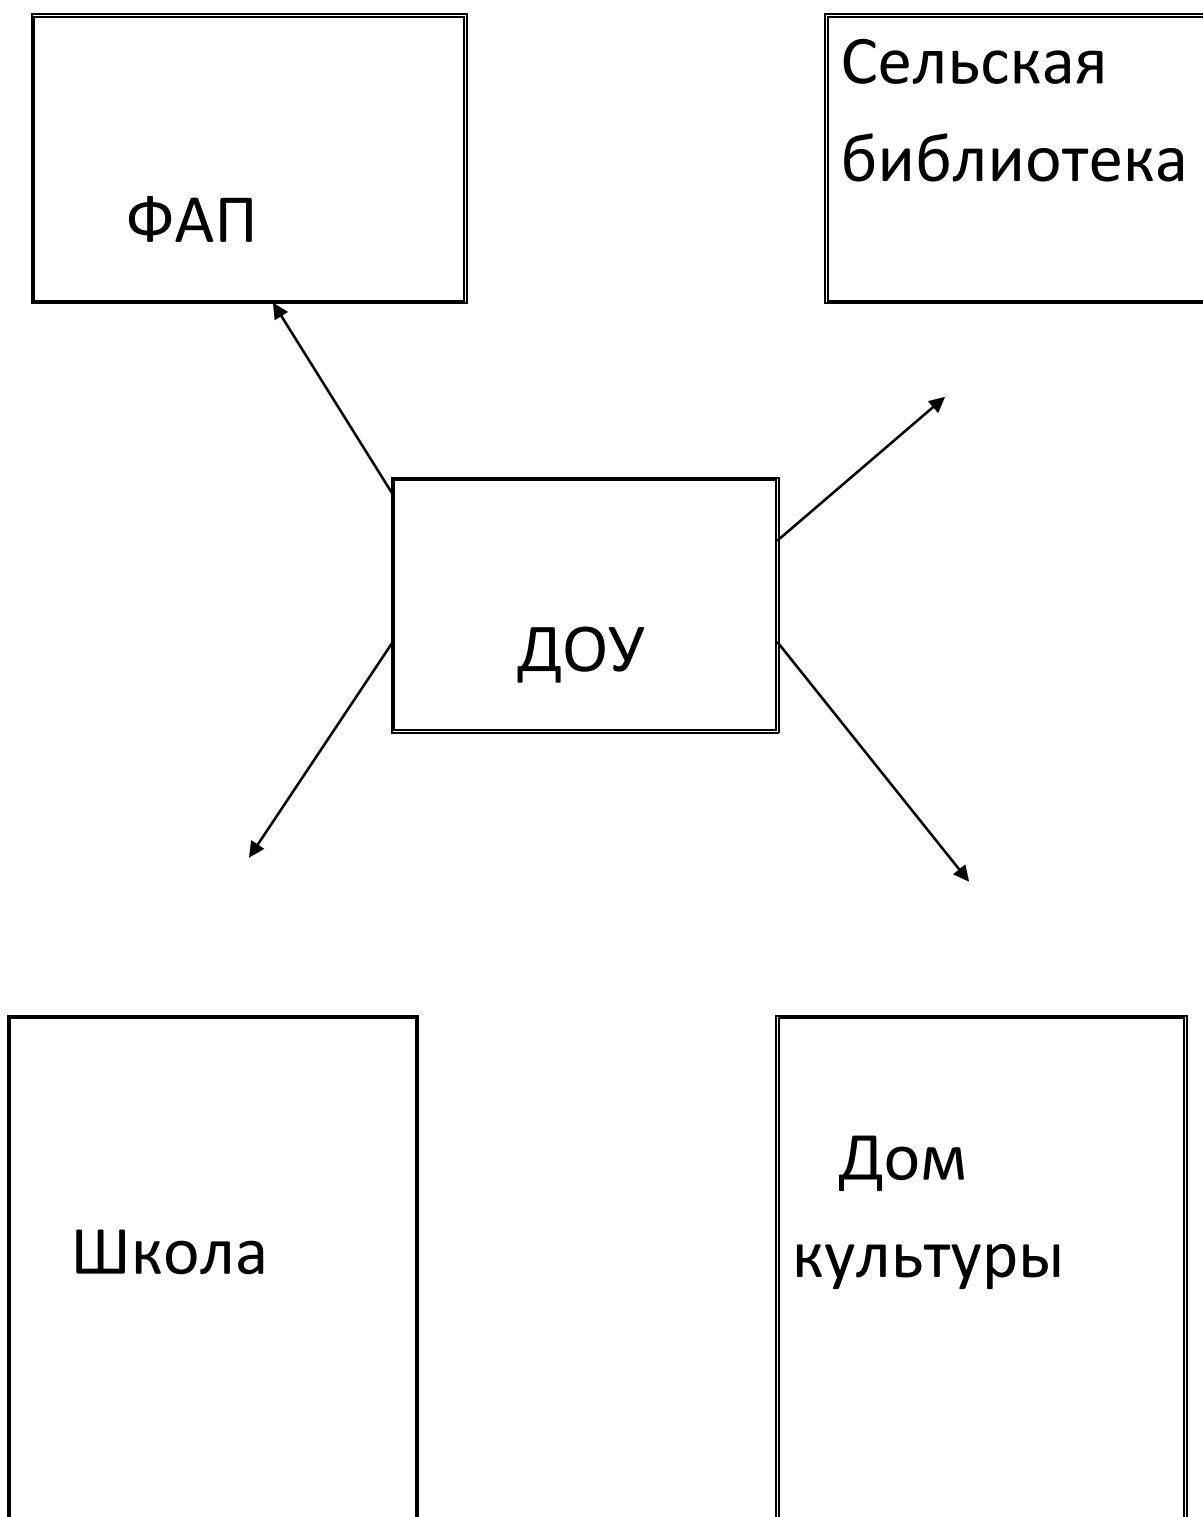 ФАП
Сельская
библиотека
ДОУ
Школа
Дом
культуры